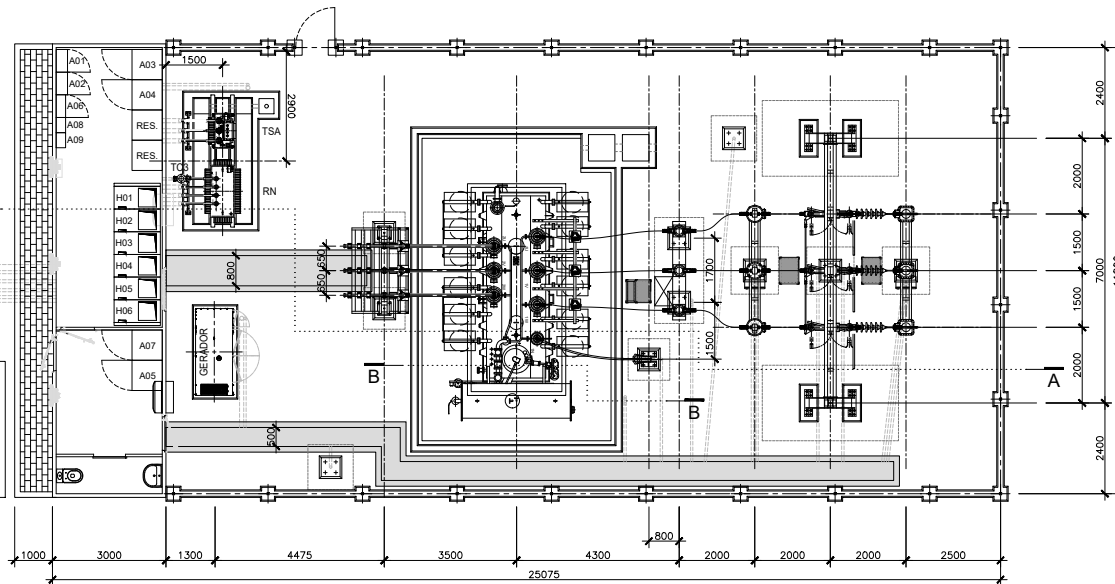 A01
A03
1500
A02
A04
A06
2900
2400
A08
RES.
TSA
A09
RES.
TC3
RN
2000
H01
H02
1500
H03
650
H04
800
1700
7000
H05
650
1500
H06
GERADOR
A07
1500
A05
B
2000
A
B
500
2400
800
1000
3000
1300
4475
3500
4300
2000
2000
2000
2500
25075